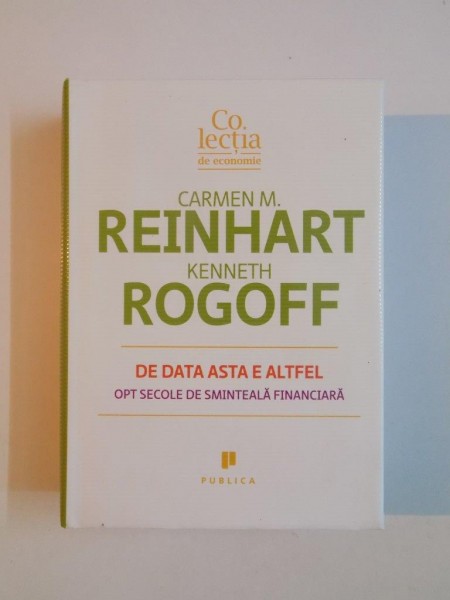 Co.
lecția
de economie
CARMEN M.
REINHART
KENNETH
ROGOFF
DE DATA ASTA E ALTFEL
OPT SECOLE DE SMINTEALĂ FINANCIARĂ
PUBLICA